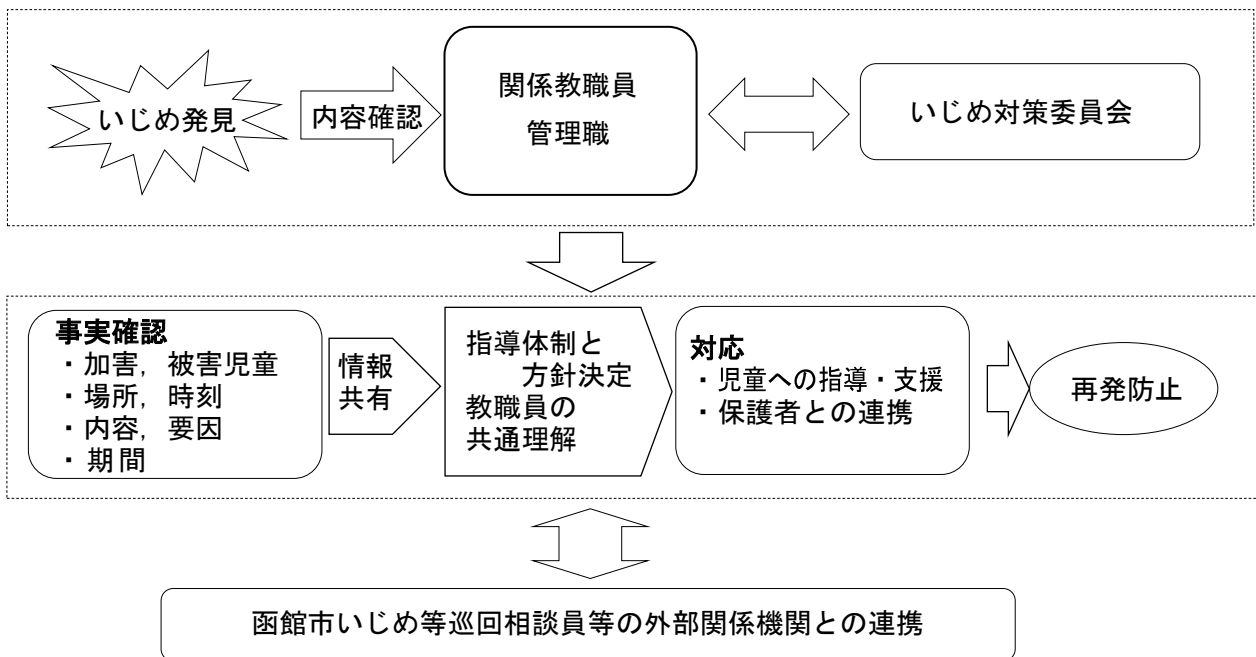 いじめ発見
内容確認
関係教職員
管理職
いじめ対策委員会
事実確認
・加害，被害児童
・場所，時刻
・内容，要因
・期間
情報
共有
指導体制と
方針決定
教職員の
共通理解
対応
・児童への指導・支援
・保護者との連携
再発防止
函館市いじめ等巡回相談員等の外部関係機関との連携